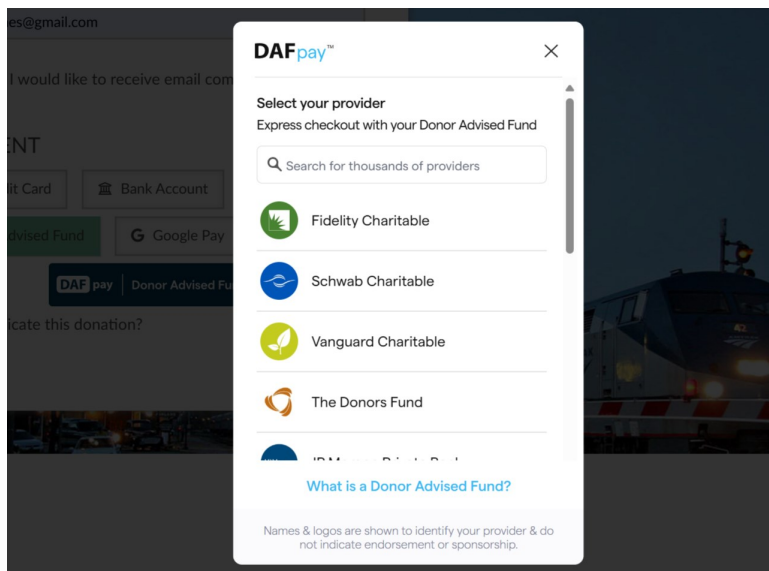 es@gmail.com
I would like to receive email com
ENT
dit Card
Bank Account
dvised Fund
G Google Pay
DAF pay | Donor Advised Fu
icate this donation?
DAFpay™
Select your provider
Express checkout with your Donor Advised Fund
Search for thousands of providers
Fidelity Charitable
Schwab Charitable
Vanguard Charitable
The Donors Fund
What is a Donor Advised Fund?
Names & logos are shown to identify your provider & do
not indicate endorsement or sponsorship.